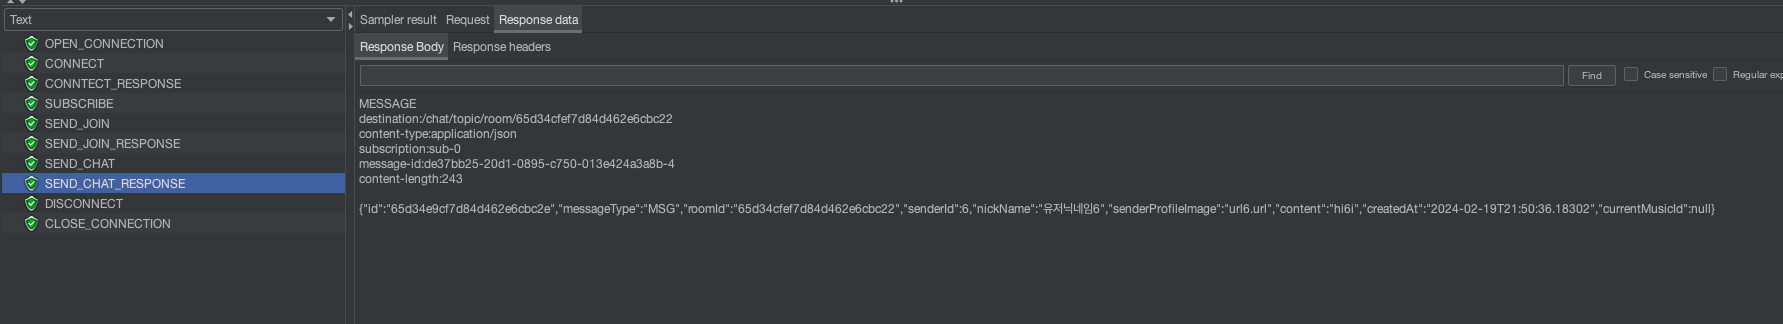 Text
OPEN_CONNECTION
CONNECT
CONNTECT_RESPONSE
SUBSCRIBE
SEND_JOIN
SEND_JOIN_RESPONSE
SEND_CHAT
SEND_CHAT_RESPONSE
DISCONNECT
CLOSE_CONNECTION
Sampler result Request Response data
Response Body Response headers
Find Case sensitive Regular exp
MESSAGE
destination:/chat/topic/room/65d34cfef7d84d462e6cbc22
content-type:application/json
subscription:sub-0
message-id:de37bb25-20d1-0895-c750-013e424a3a8b-4
content-length:243
{"id":"65d34e9cf7d84d462e6cbc2e","messageType":"MSG","roomId":"65d34cfef7d84d462e6cbc22","senderId":6,"nickName":"유저닉네임6","senderProfileImage":"url6.url","content":"hi6i","createdAt":"2024-02-19T21:50:36.18302","currentMusicId":null}